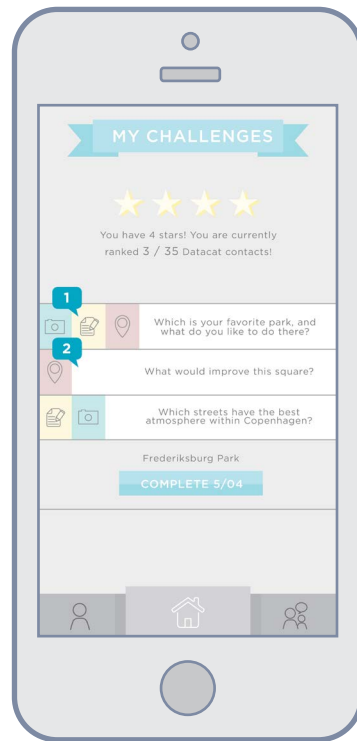 MY CHALLENGES
You have 4 stars! You are currently
ranked 3 / 35 Datacat contacts!
1
Which is your favorite park, and
what do you like to do there?
2
What would improve this square?
Which streets have the best
atmosphere within Copenhagen?
Frederiksburg Park
COMPLETE 5/04